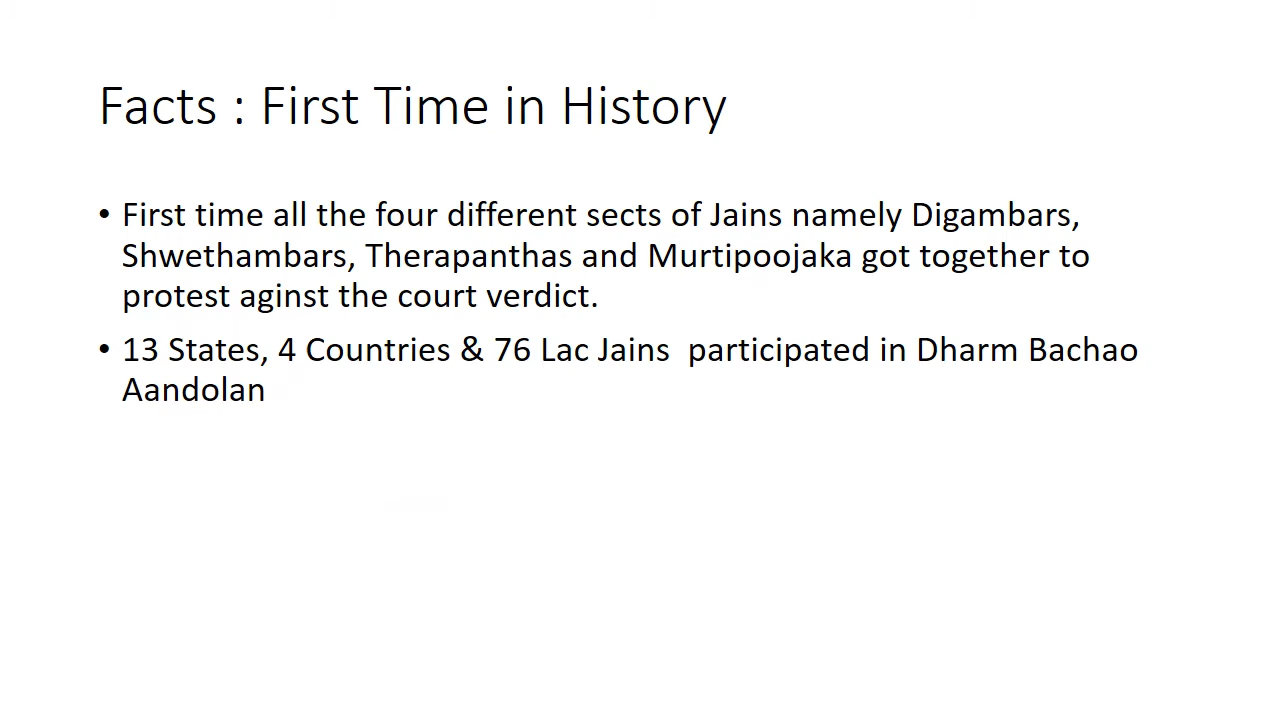 Facts : First Time in History
• First time all the four different sects of Jains namely Digambars,
Shwethambars, Therapanthas and Murtipoojaka got together to
protest aginst the court verdict.
• 13 States, 4 Countries & 76 Lac Jains  participated in Dharm Bachao
Aandolan